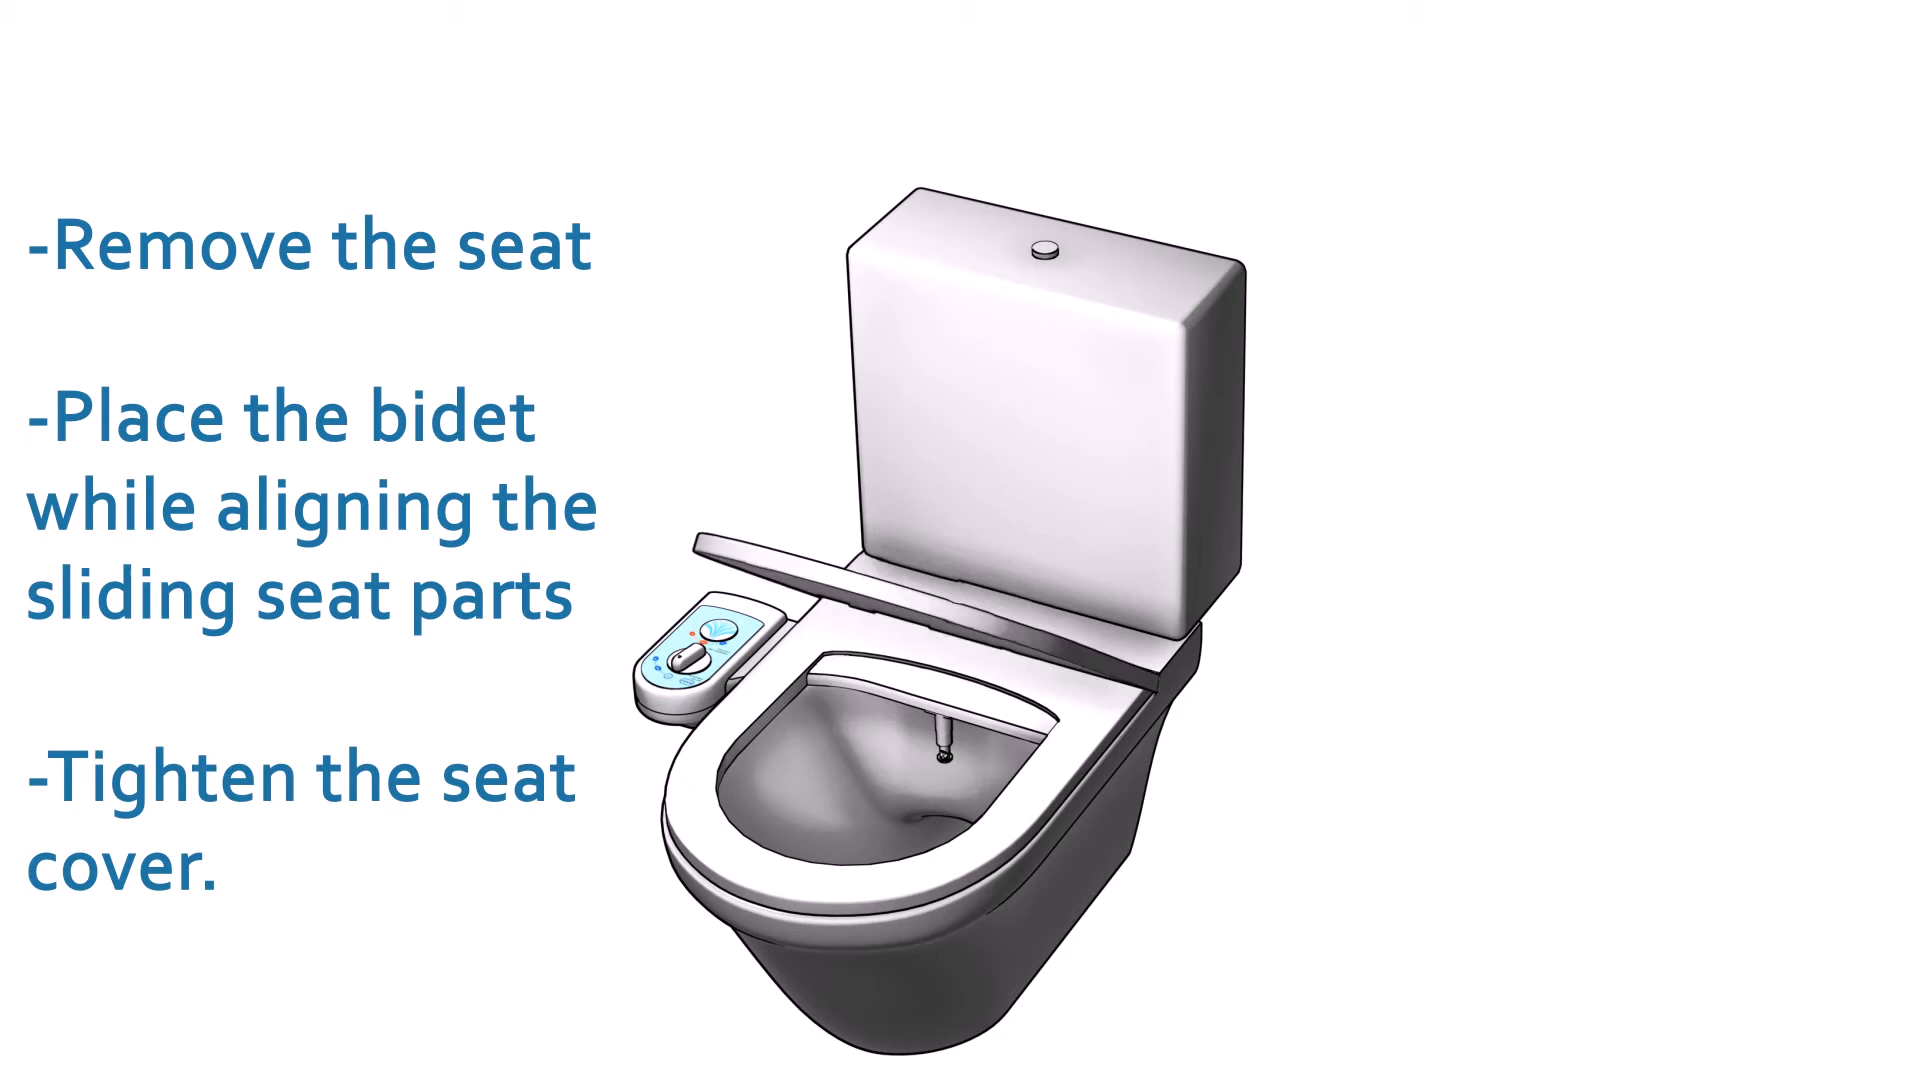 -Remove the seat
-Place the bidet
while aligning the
sliding seat parts
-Tighten the seat
cover.